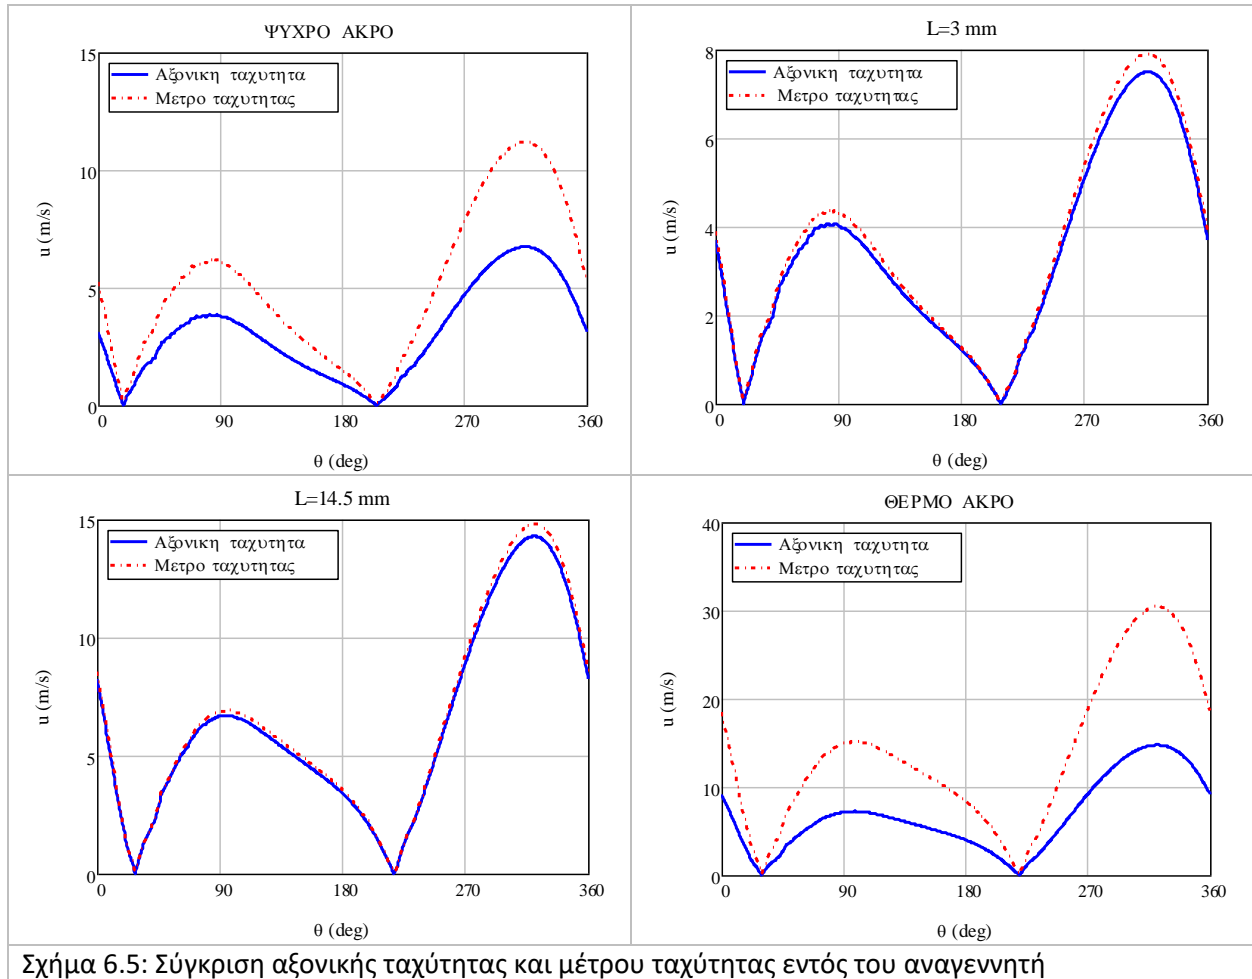 ΨΥΧΡΟ ΑΚΡΟ
15
10
5
0
u (m/s)
Αξονικη ταχυτητα
Μετρο ταχυτητας
0 90 180 270 360
θ (deg)
L=3 mm
8
6
4
2
0
u (m/s)
Αξονικη ταχυτητα
Μετρο ταχυτητας
0 90 180 270 360
θ (deg)
L=14.5 mm
15
10
5
0
u (m/s)
Αξονικη ταχυτητα
Μετρο ταχυτητας
0 90 180 270 360
θ (deg)
ΘΕΡΜΟ ΑΚΡΟ
40
30
20
10
0
u (m/s)
Αξονικη ταχυτητα
Μετρο ταχυτητας
0 90 180 270 360
θ (deg)
Σχήμα 6.5: Σύγκριση αξονικής ταχύτητας και μέτρου ταχύτητας εντός του αναγεννητή